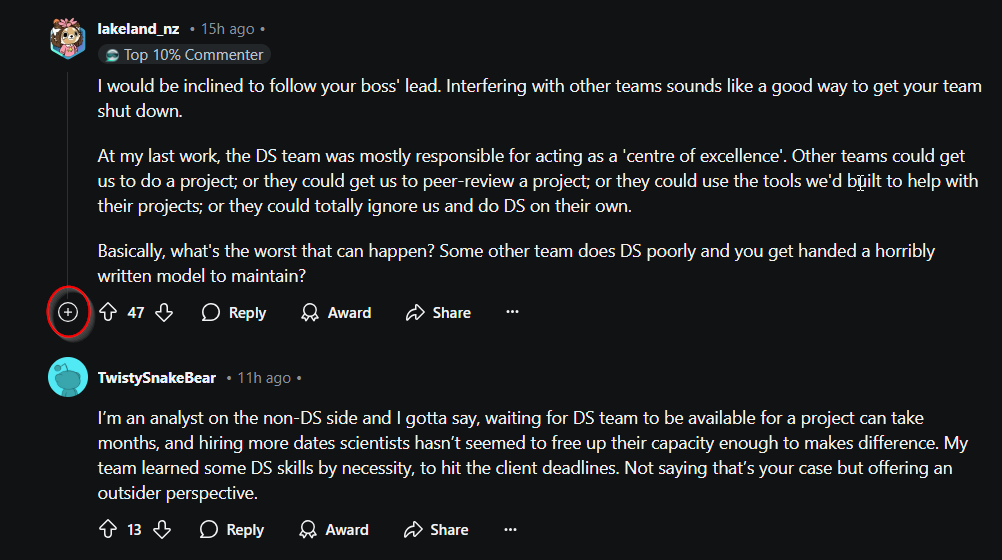 lakeland_nz • 15h ago •
Top 10% Commenter
I would be inclined to follow your boss' lead. Interfering with other teams sounds like a good way to get your team
shut down.
At my last work, the DS team was mostly responsible for acting as a 'centre of excellence'. Other teams could get
us to do a project; or they could get us to peer-review a project; or they could use the tools we'd built to help with
their projects; or they could totally ignore us and do DS on their own.
Basically, what's the worst that can happen? Some other team does DS poorly and you get handed a horribly
written model to maintain?
47 Reply Award Share ...
TwistySnakeBear • 11h ago •
I’m an analyst on the non-DS side and I gotta say, waiting for DS team to be available for a project can take
months, and hiring more dates scientists hasn’t seemed to free up their capacity enough to makes difference. My
team learned some DS skills by necessity, to hit the client deadlines. Not saying that’s your case but offering an
outsider perspective.
13 Reply Award Share ...